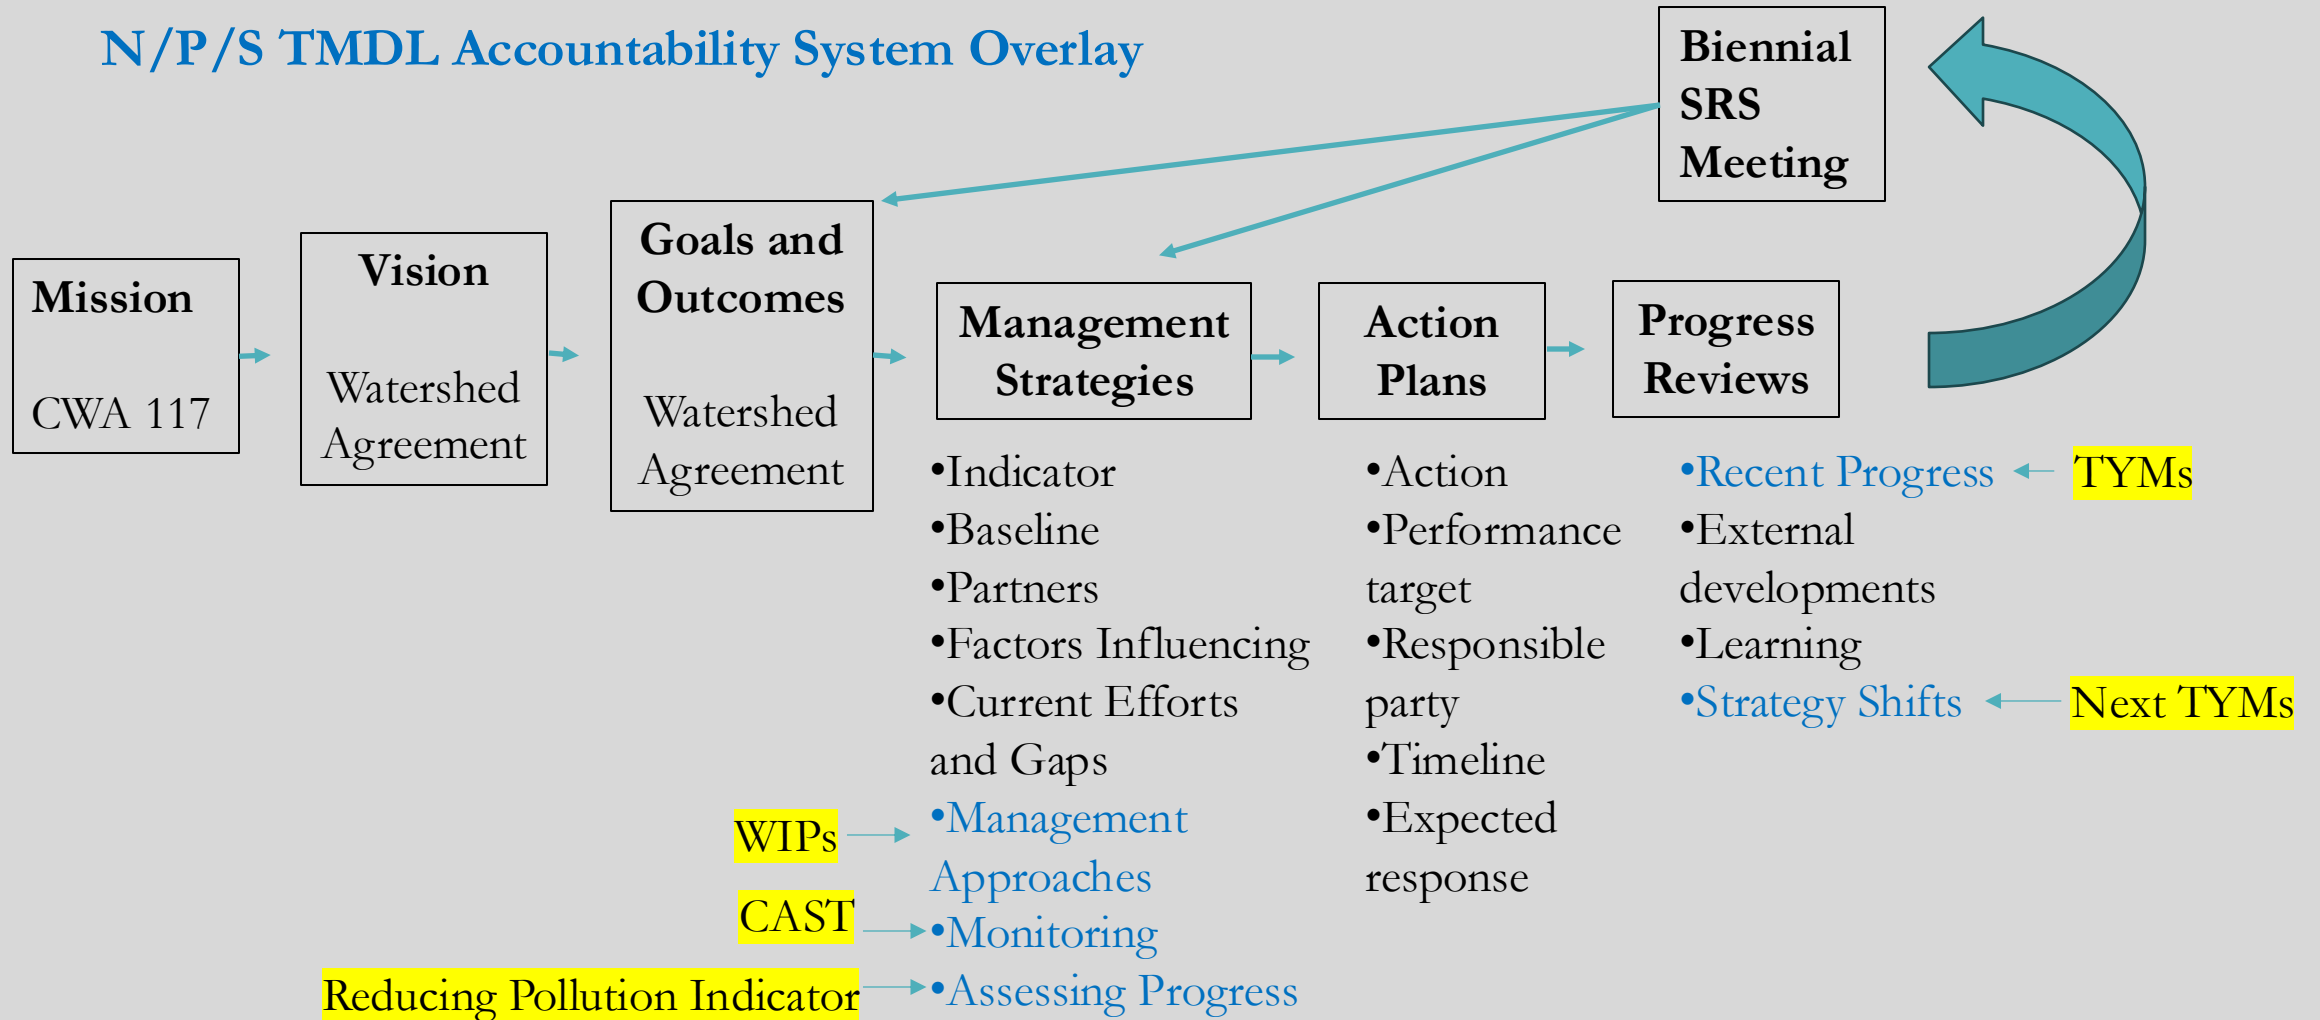 N/P/S TMDL Accountability System Overlay
Biennial
SRS
Meeting
Mission
CWA 117
Vision
Watershed
Agreement
Goals and
Outcomes
Watershed
Agreement
Management
Strategies
•Indicator
•Baseline
•Partners
•Factors Influencing
•Current Efforts
and Gaps
•Management
Approaches
•Monitoring
•Assessing Progress
WIPs
CAST
Reducing Pollution Indicator
Action
Plans
•Action
•Performance
target
•Responsible
party
•Timeline
•Expected
response
Progress
Reviews
•Recent Progress
•External
developments
•Learning
•Strategy Shifts
TYMs
Next TYMs